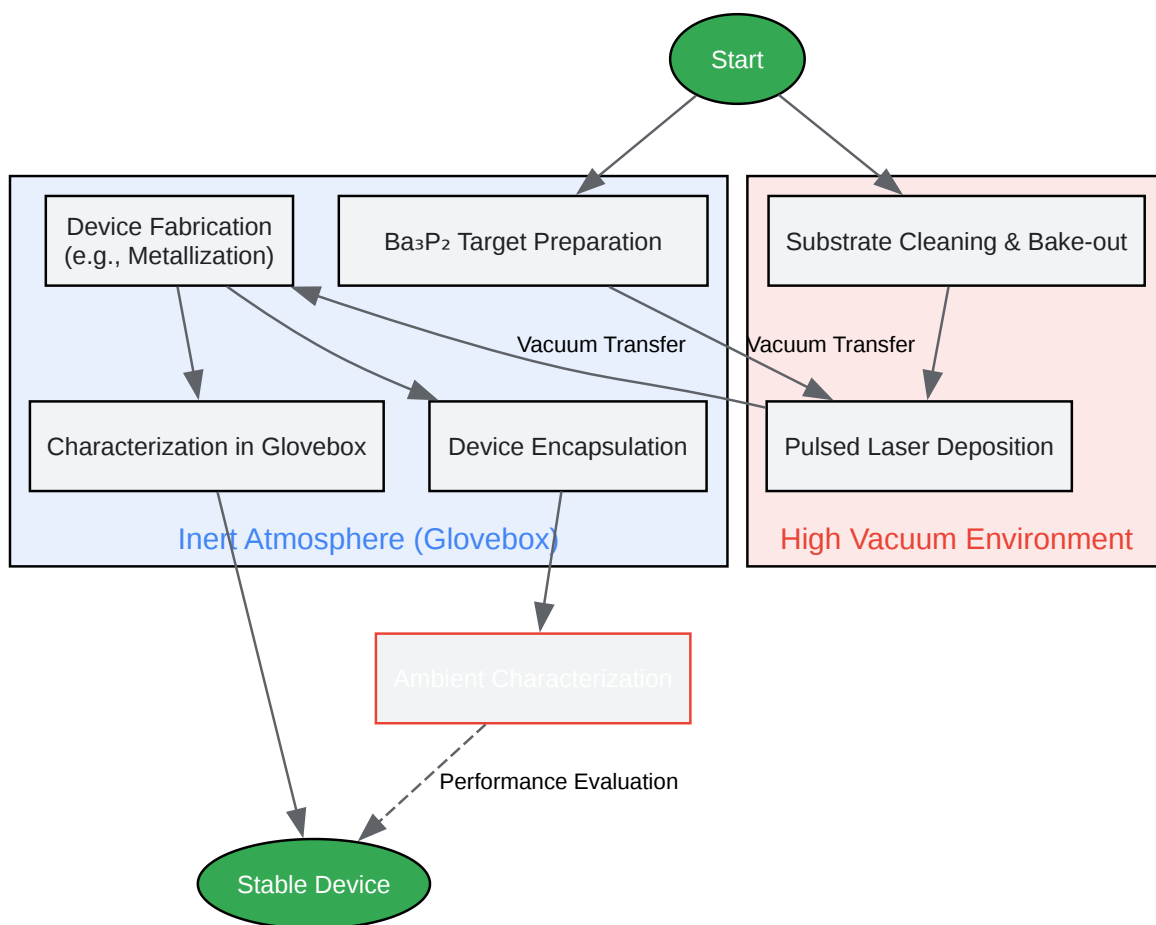 Start
Device Fabrication
(e.g., Metallization)
Ba₃P₂ Target Preparation
Substrate Cleaning & Bake-out
Vacuum Transfer
Vacuum Transfer
Characterization in Glovebox
Device Encapsulation
Pulsed Laser Deposition
Inert Atmosphere (Glovebox)
High Vacuum Environment
Ambient Characterization
Performance Evaluation
Stable Device